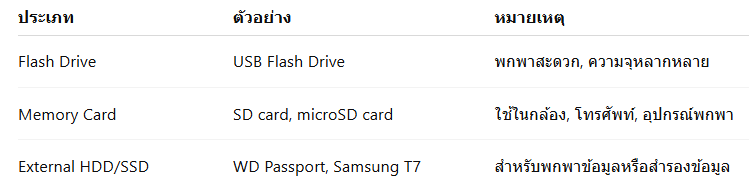 ประเภท ตัวอย่าง หมายเหตุ
Flash Drive USB Flash Drive พกพาสะดวก, ความจุหลากหลาย
Memory Card SD card, microSD card ใช้ในกล้อง, โทรศัพท์, อุปกรณ์พกพา
External HDD/SSD WD Passport, Samsung T7 สำหรับพกพาข้อมูลหรือสำรองข้อมูล